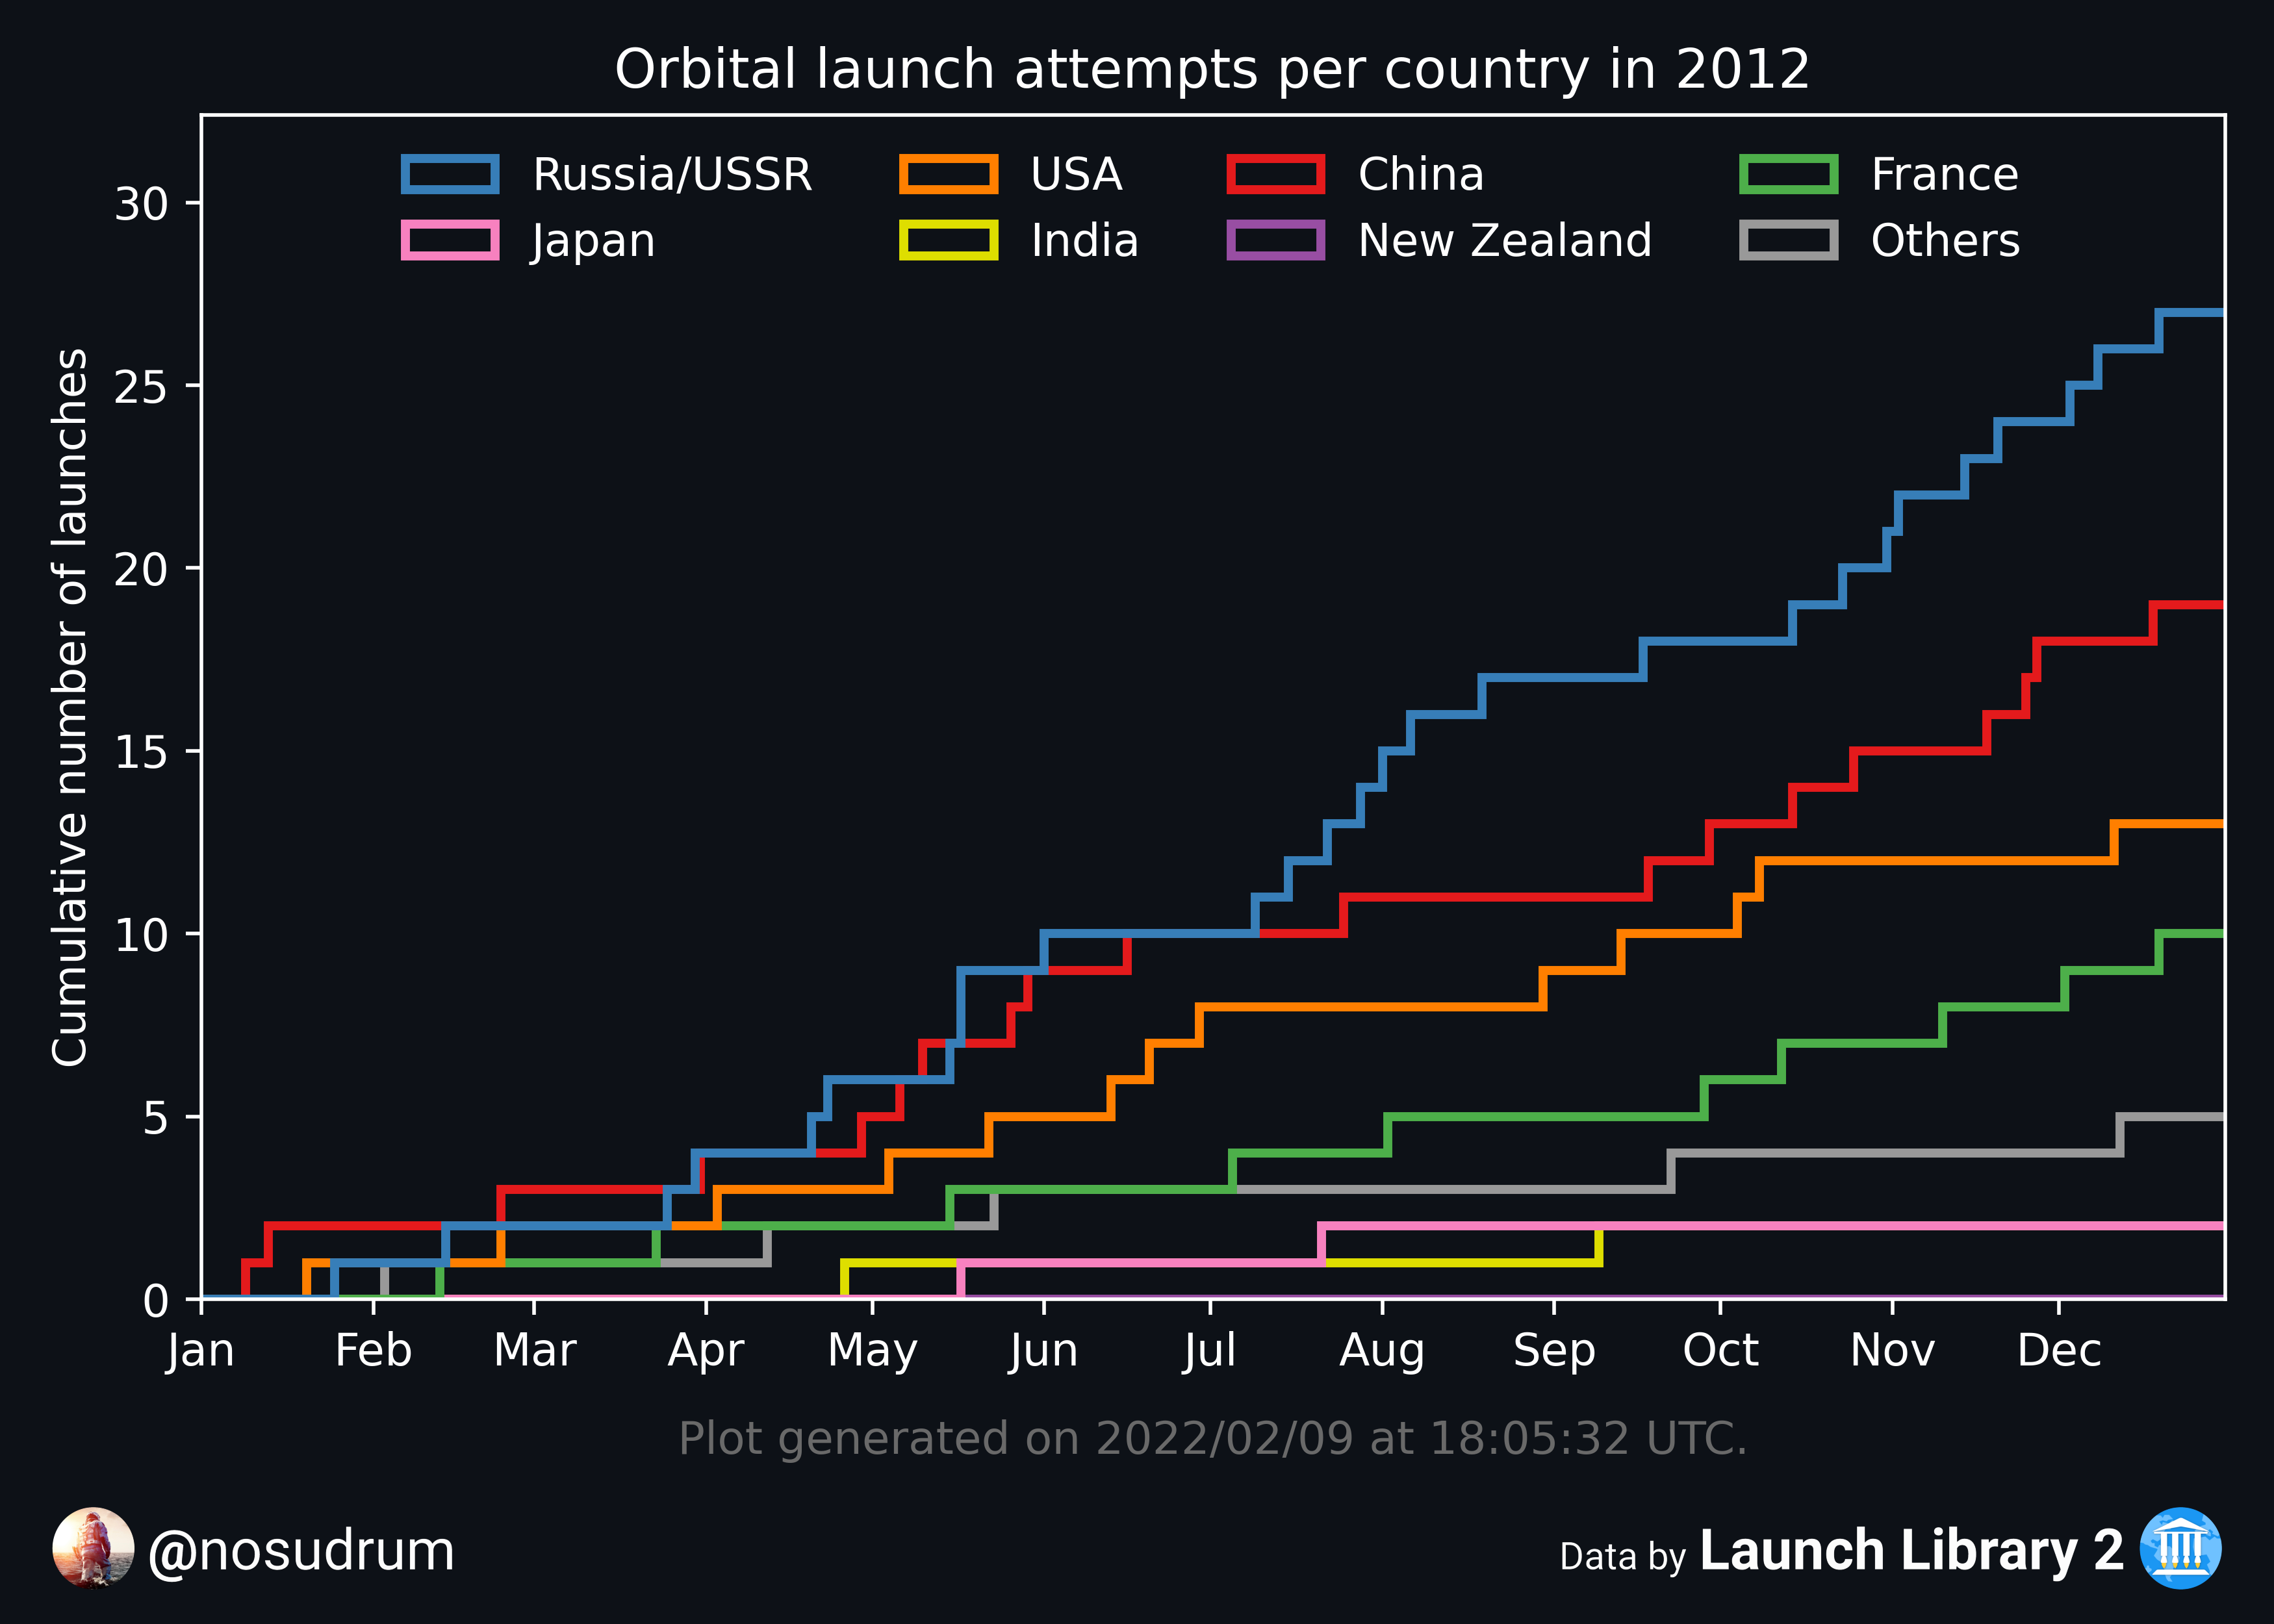 Orbital launch attempts per country in 2012
Russia/USSR USA China France
Japan India New Zealand Others
30
25
20
15
10
5
0
Cumulative number of launches
Jan Feb Mar Apr May Jun Jul Aug Sep Oct Nov Dec
Plot generated on 2022/02/09 at 18:05:32 UTC.
@nosudrum
Data by Launch Library 2